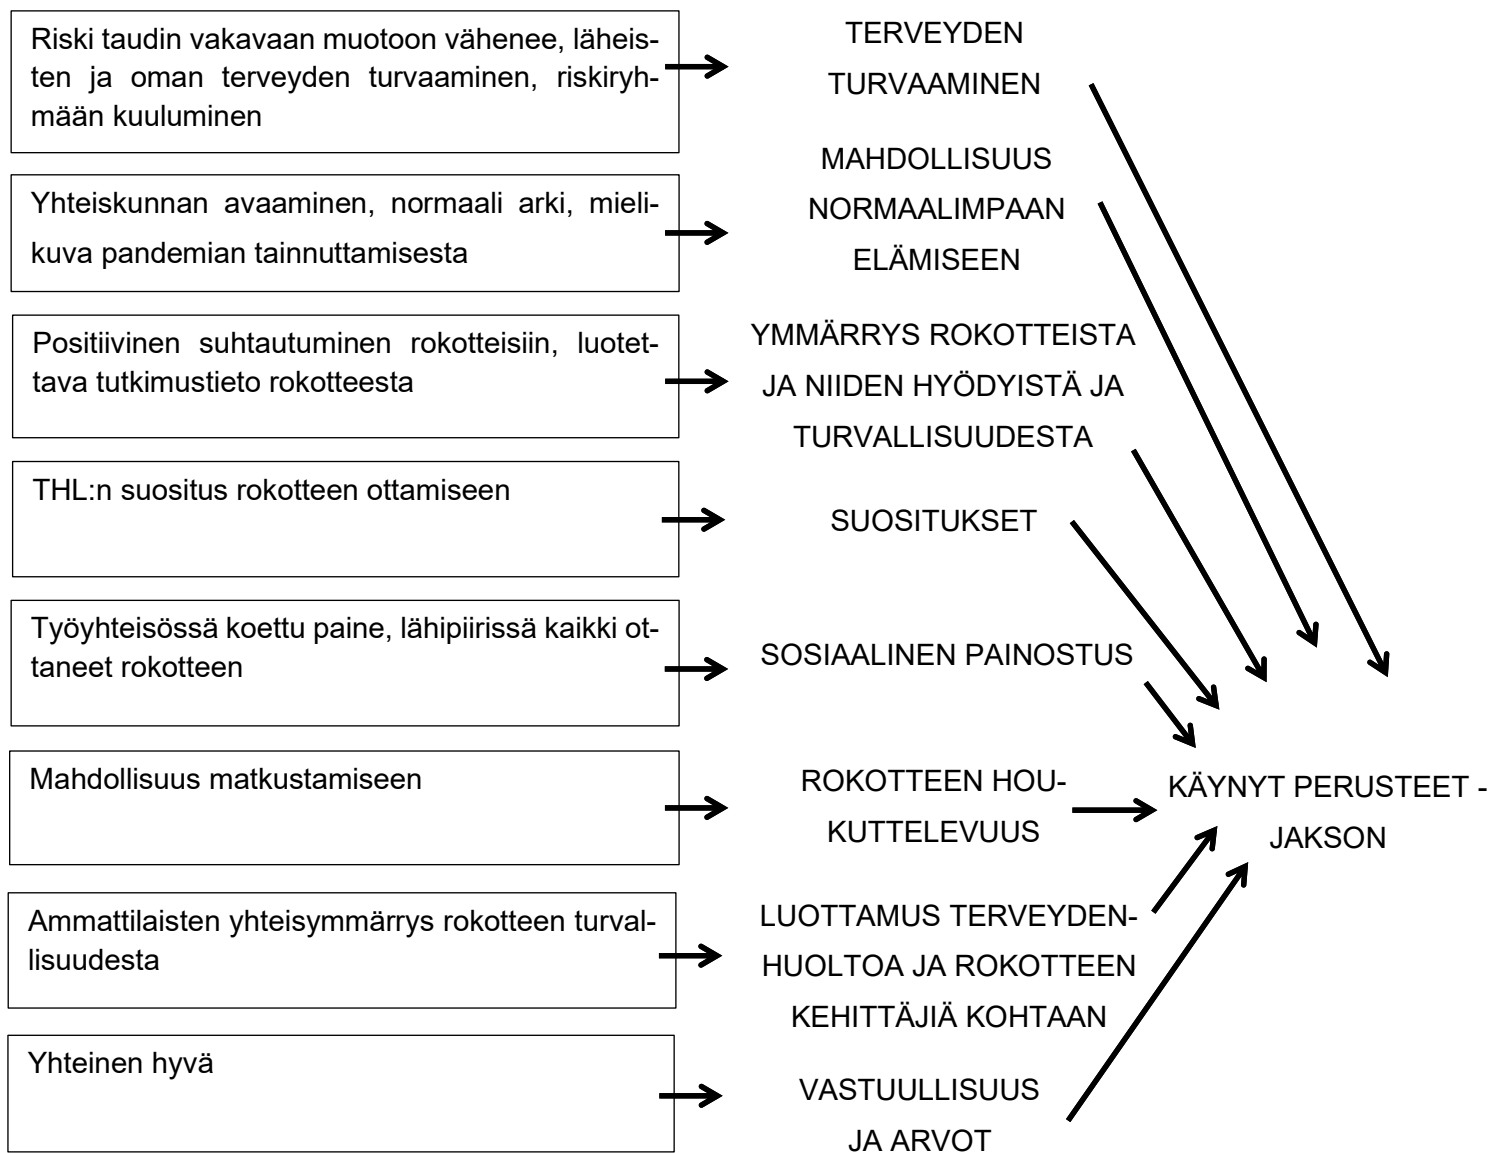 Riski taudin vakavaan muotoon vähenee, läheis-
ten ja oman terveyden turvaaminen, riskiryh-
mään kuuluminen
TERVEYDEN
TURVAAMINEN
Yhteiskunnan avaaminen, normaali arki, mieli-
kuva pandemian tainnuttamisesta
MAHDOLLISUUS
NORMAALIMPAAN
ELÄMISEEN
Positiivinen suhtautuminen rokotteisiin, luotet-
tava tutkimustieto rokotteesta
YMMÄRRYS ROKOTTEISTA
JA NIIDEN HYÖDYISTÄ JA
TURVALLISUUDESTA
THL:n suositus rokotteen ottamiseen
SUOSITUKSET
Työyhteisössä koettu paine, lähipiirissä kaikki ot-
taneet rokotteen
SOSIAALINEN PAINOSTUS
Mahdollisuus matkustamiseen
ROKOTTEEN HOU-
KUTTELEVUUS
KÄYNYT PERUSTEET -
JAKSON
Ammattilaisten yhteisymmärrys rokotteen turval-
lisuudesta
LUOTTAMUS TERVEYDEN-
HUOLTOA JA ROKOTTEEN
KEHITTÄJIÄ KOHTAAN
Yhteinen hyvä
VASTUULLISUUS
JA ARVOT